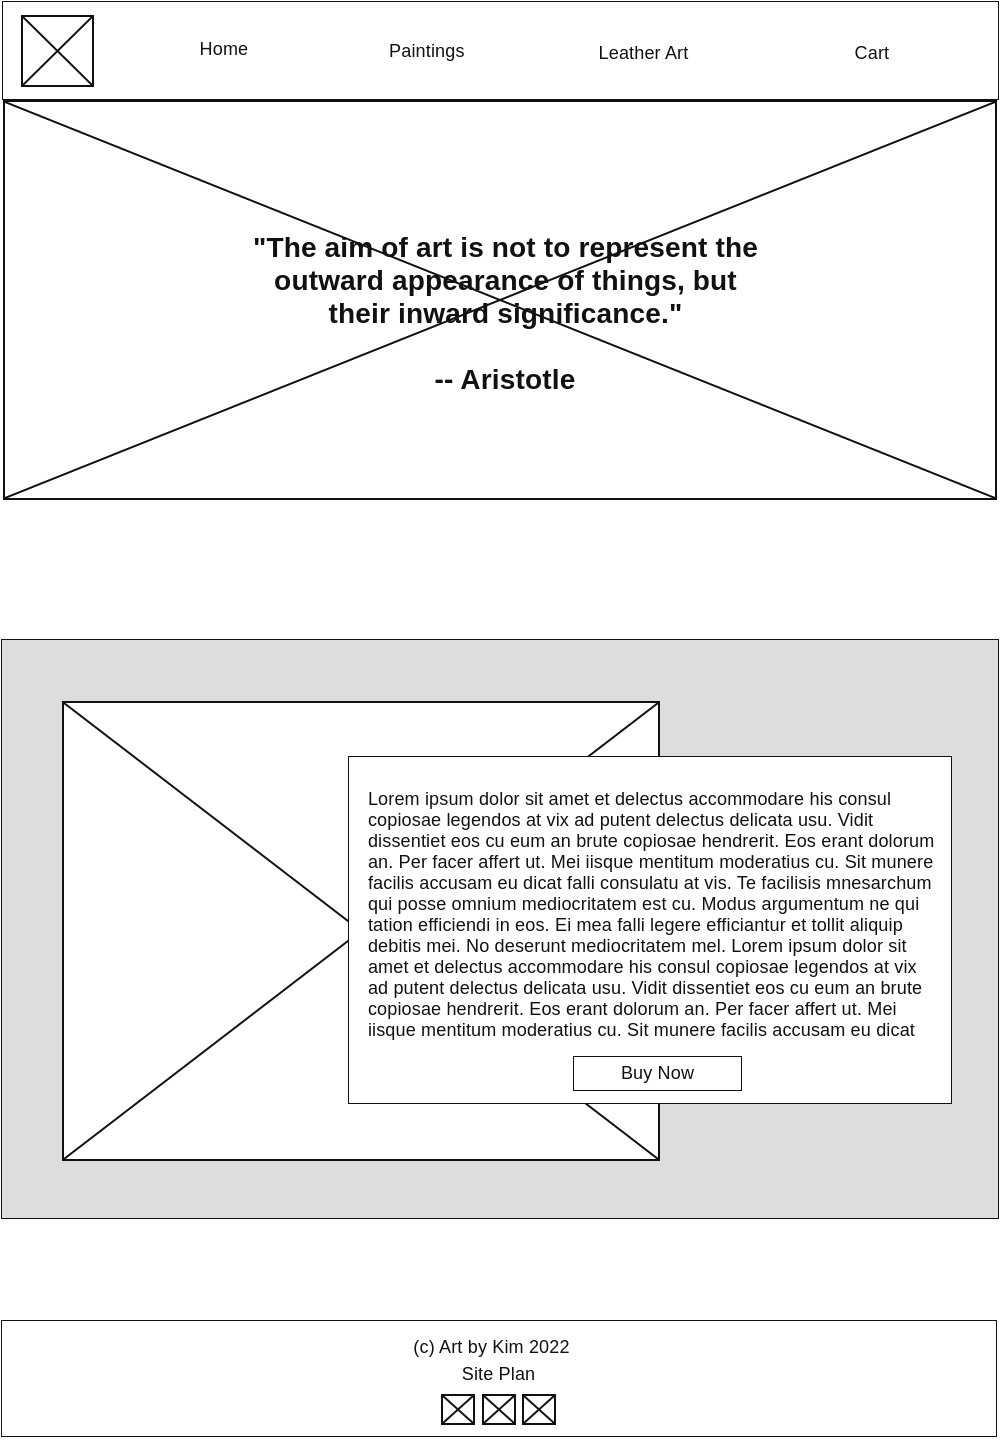 Home
Paintings
Leather Art
Cart
"The aim of art is not to represent the
outward appearance of things, but
their inward significance."
-- Aristotle
Lorem ipsum dolor sit amet et delectus accommodare his consul
copiosae legendos at vix ad putent delectus delicata usu. Vidit
dissentiet eos cu eum an brute copiosae hendrerit. Eos erant dolorum
an. Per facer affert ut. Mei iisque mentitum moderatius cu. Sit munere
facilis accusam eu dicat falli consulatu at vis. Te facilisis mnesarchum
qui posse omnium mediocritatem est cu. Modus argumentum ne qui
tation efficiendi in eos. Ei mea falli legere efficiantur et tollit aliquip
debitis mei. No deserunt mediocritatem mel. Lorem ipsum dolor sit
amet et delectus accommodare his consul copiosae legendos at vix
ad putent delectus delicata usu. Vidit dissentiet eos cu eum an brute
copiosae hendrerit. Eos erant dolorum an. Per facer affert ut. Mei
iisque mentitum moderatius cu. Sit munere facilis accusam eu dicat
Buy Now
(c) Art by Kim 2022
Site Plan